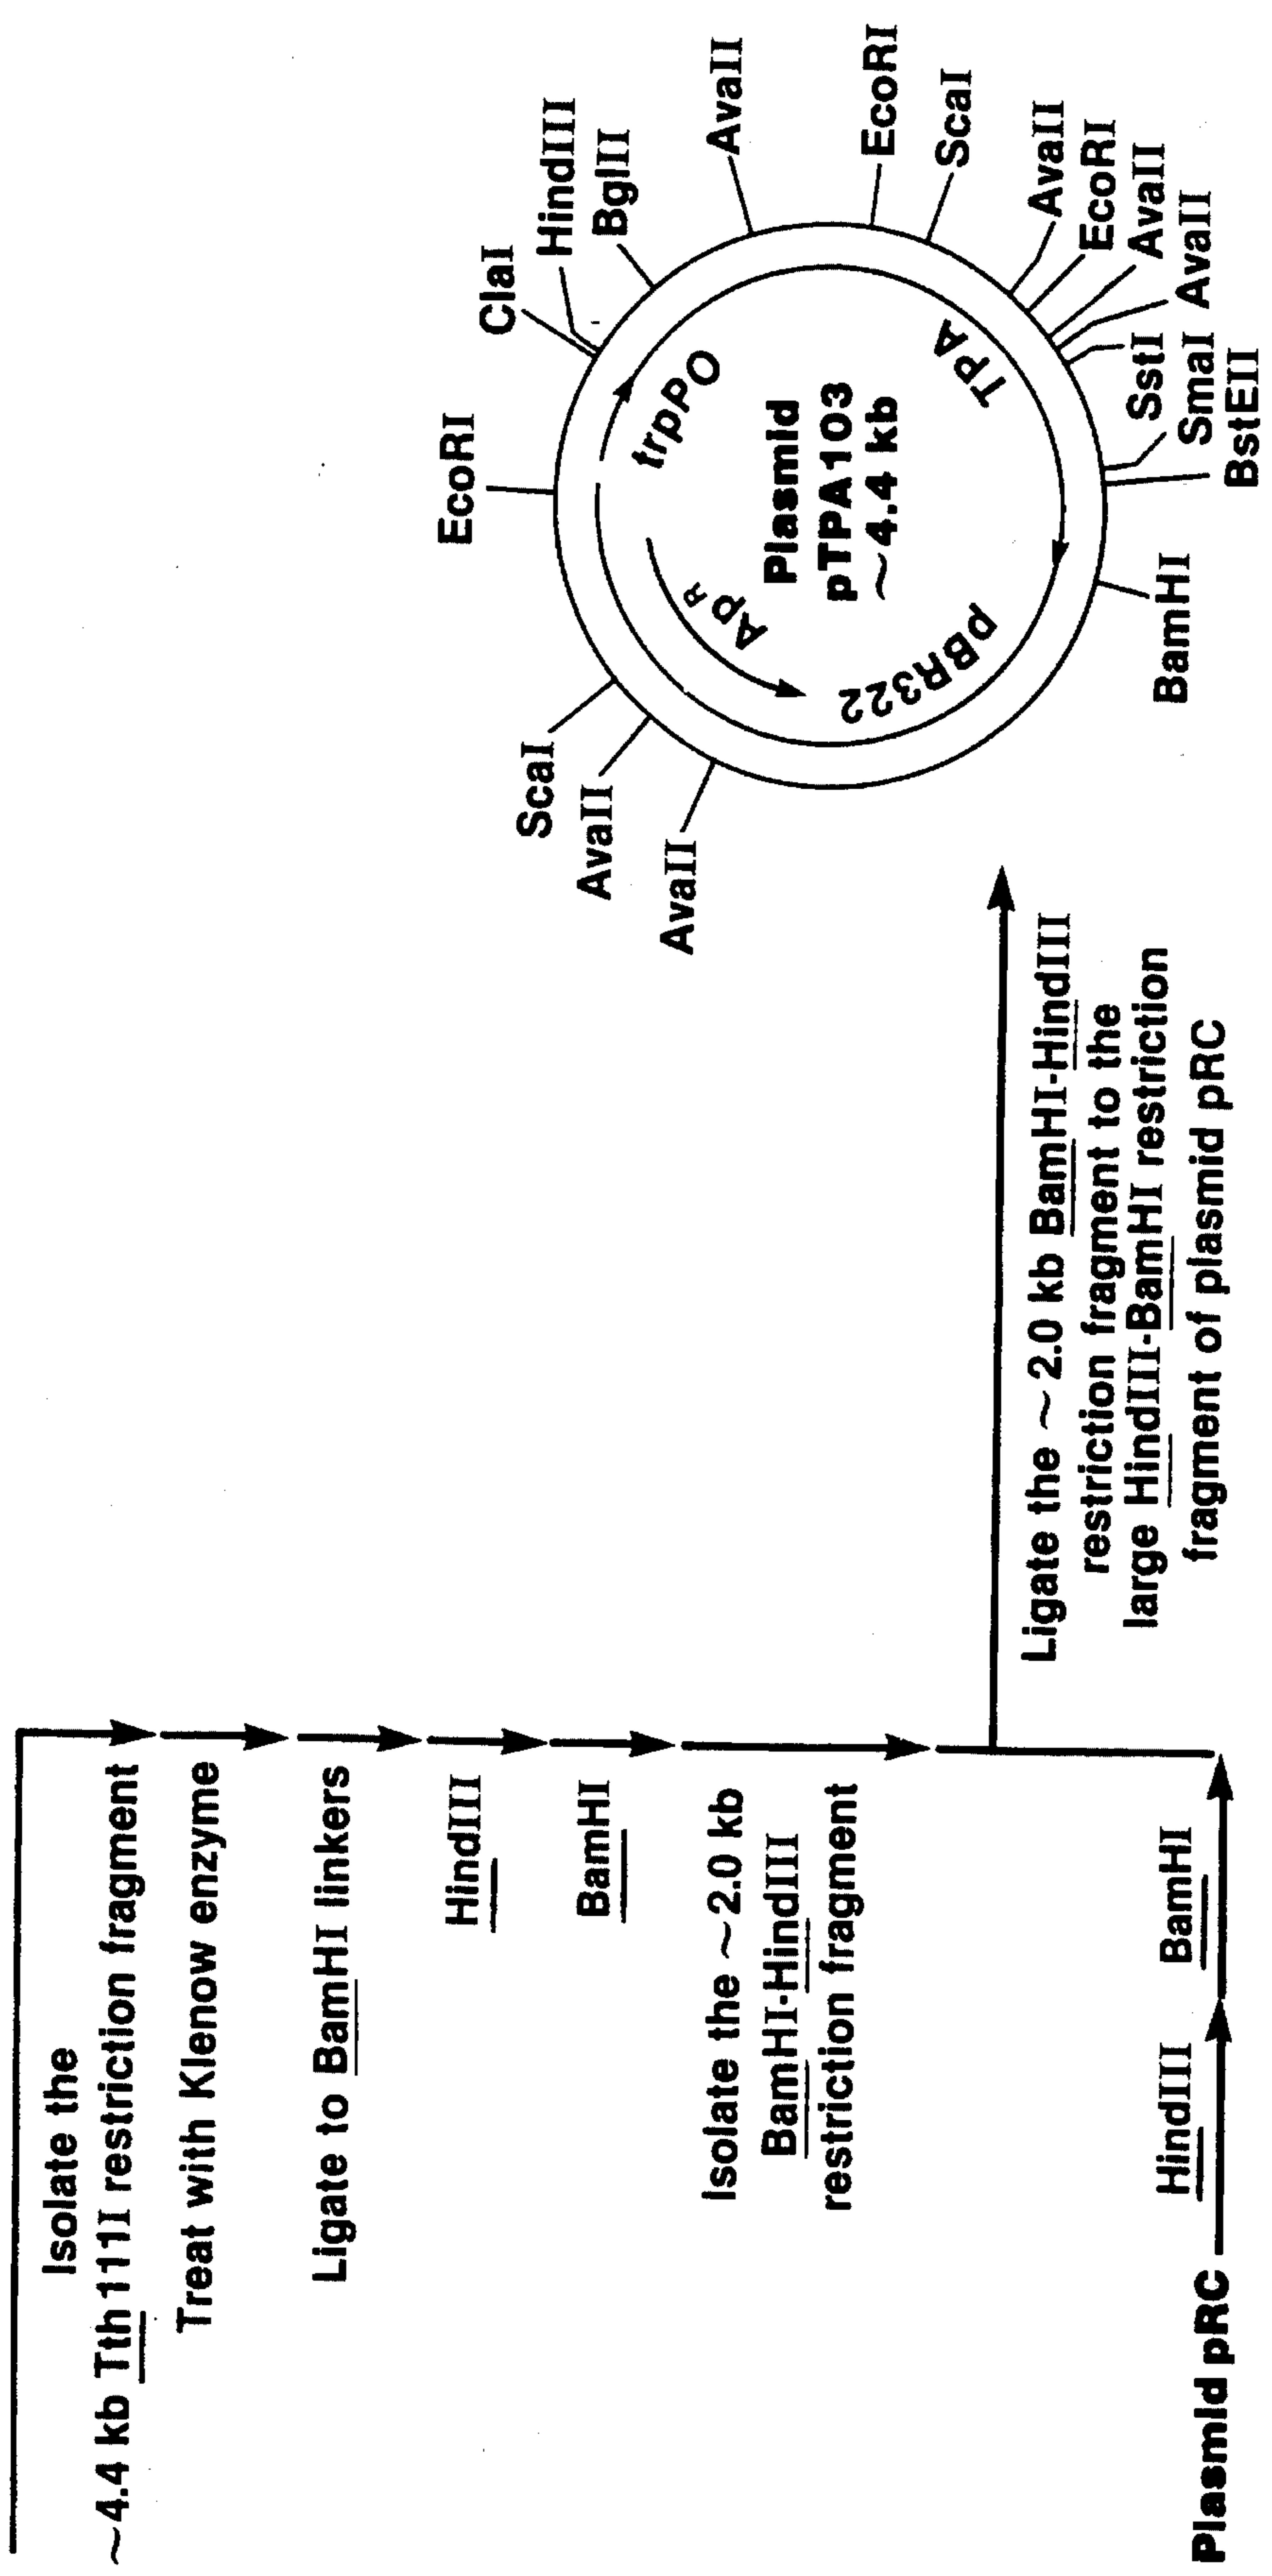 Isolate the
~4.4 kb Tth111I restriction fragment
Treat with Klenow enzyme
Ligate to BamHI linkers
HindIII
BamHI
Isolate the ~2.0 kb
BamHI-HindIII
restriction fragment
Plasmid pRC
HindIII
BamHI
Ligate the ~2.0 kb BamHI-HindIII
restriction fragment to the
large HindIII-BamHI restriction
fragment of plasmid pRC
EcoRI
ClaI
HindIII
BglII
AvaII
EcoRI
ScaI
AvaII
EcoRI
AvaII
AvaII
SstI
SmaI
BstEII
BamHI
AvaII
AvaII
ScaI
trpPO
TPA
pBR322
ApR
Plasmid
pTPA103
~4.4 kb